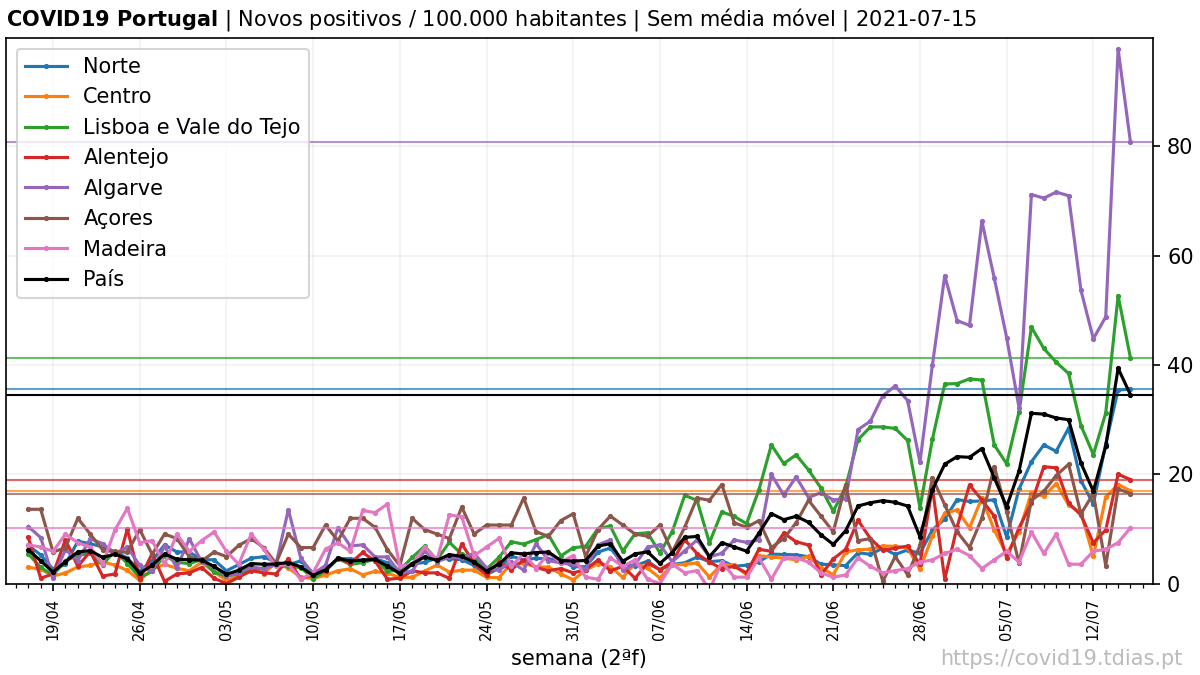 COVID19 Portugal | Novos positivos / 100.000 habitantes | Sem média móvel | 2021-07-15
Norte
Centro
Lisboa e Vale do Tejo
Alentejo
Algarve
Açores
Madeira
País
80
60
40
20
0
19/04 26/04 03/05 10/05 17/05 24/05 31/05 07/06 14/06 21/06 28/06 05/07 12/07
semana (2ªf)
https://covid19.tdias.pt